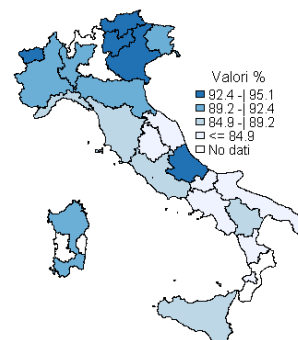 Valori %
92.4 -| 95.1
89.2 -| 92.4
84.9 -| 89.2
<= 84.9
No dati